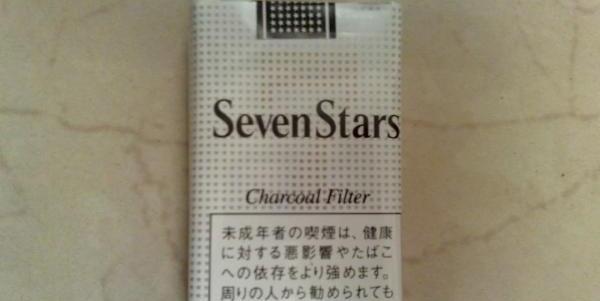 Seven Stars
Charcoal Filter
未成年者の喫煙は、健康
に対する悪影響やたばこ
への依存をより強めます。
周りの人から勧められても